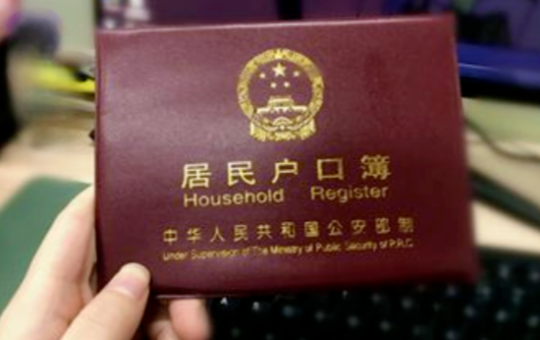 居民户口簿
Household Register
中华人民共和国公安部制
Under Supervision of The Ministry of Public Security of P.R.C